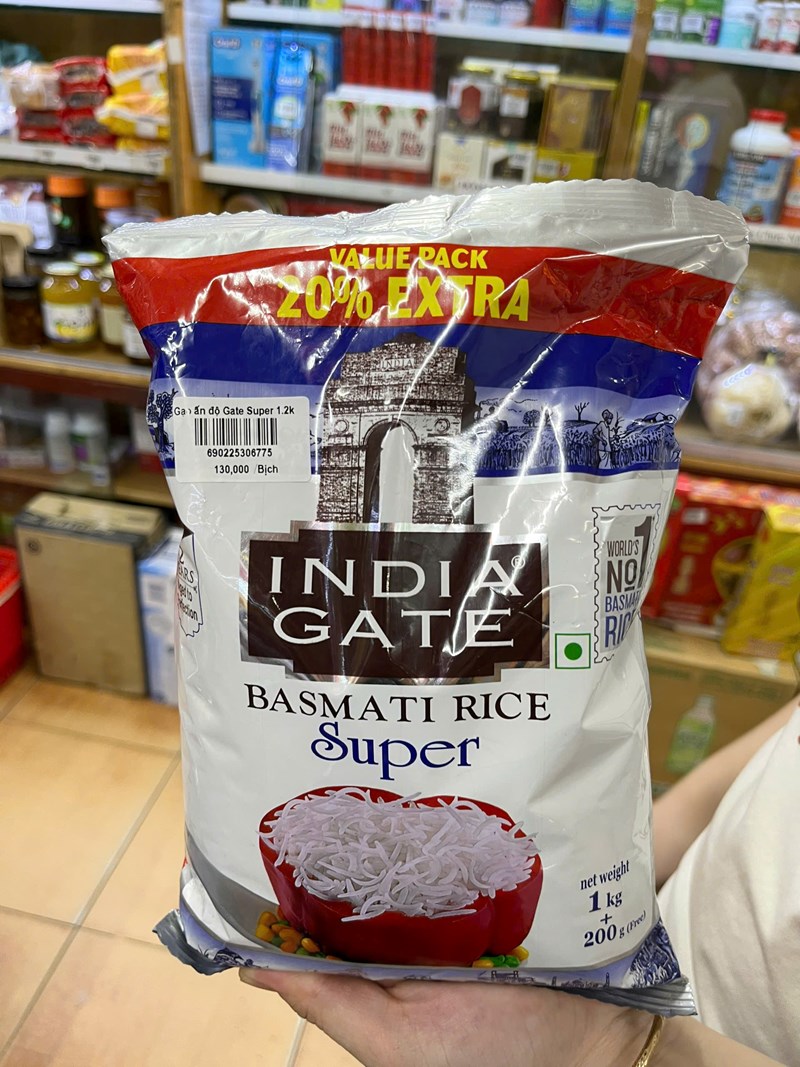 VALUE PACK
20% EXTRA
INDIA
Gạo ấn độ Gate Super 1.2k
690225306775
130,000 /Bịch
INDIA®
GATE
WORLD'S
NO 1
BASMATI
RICE
BASMATI RICE
Super
net weight
1 kg
+
200 g (Free)